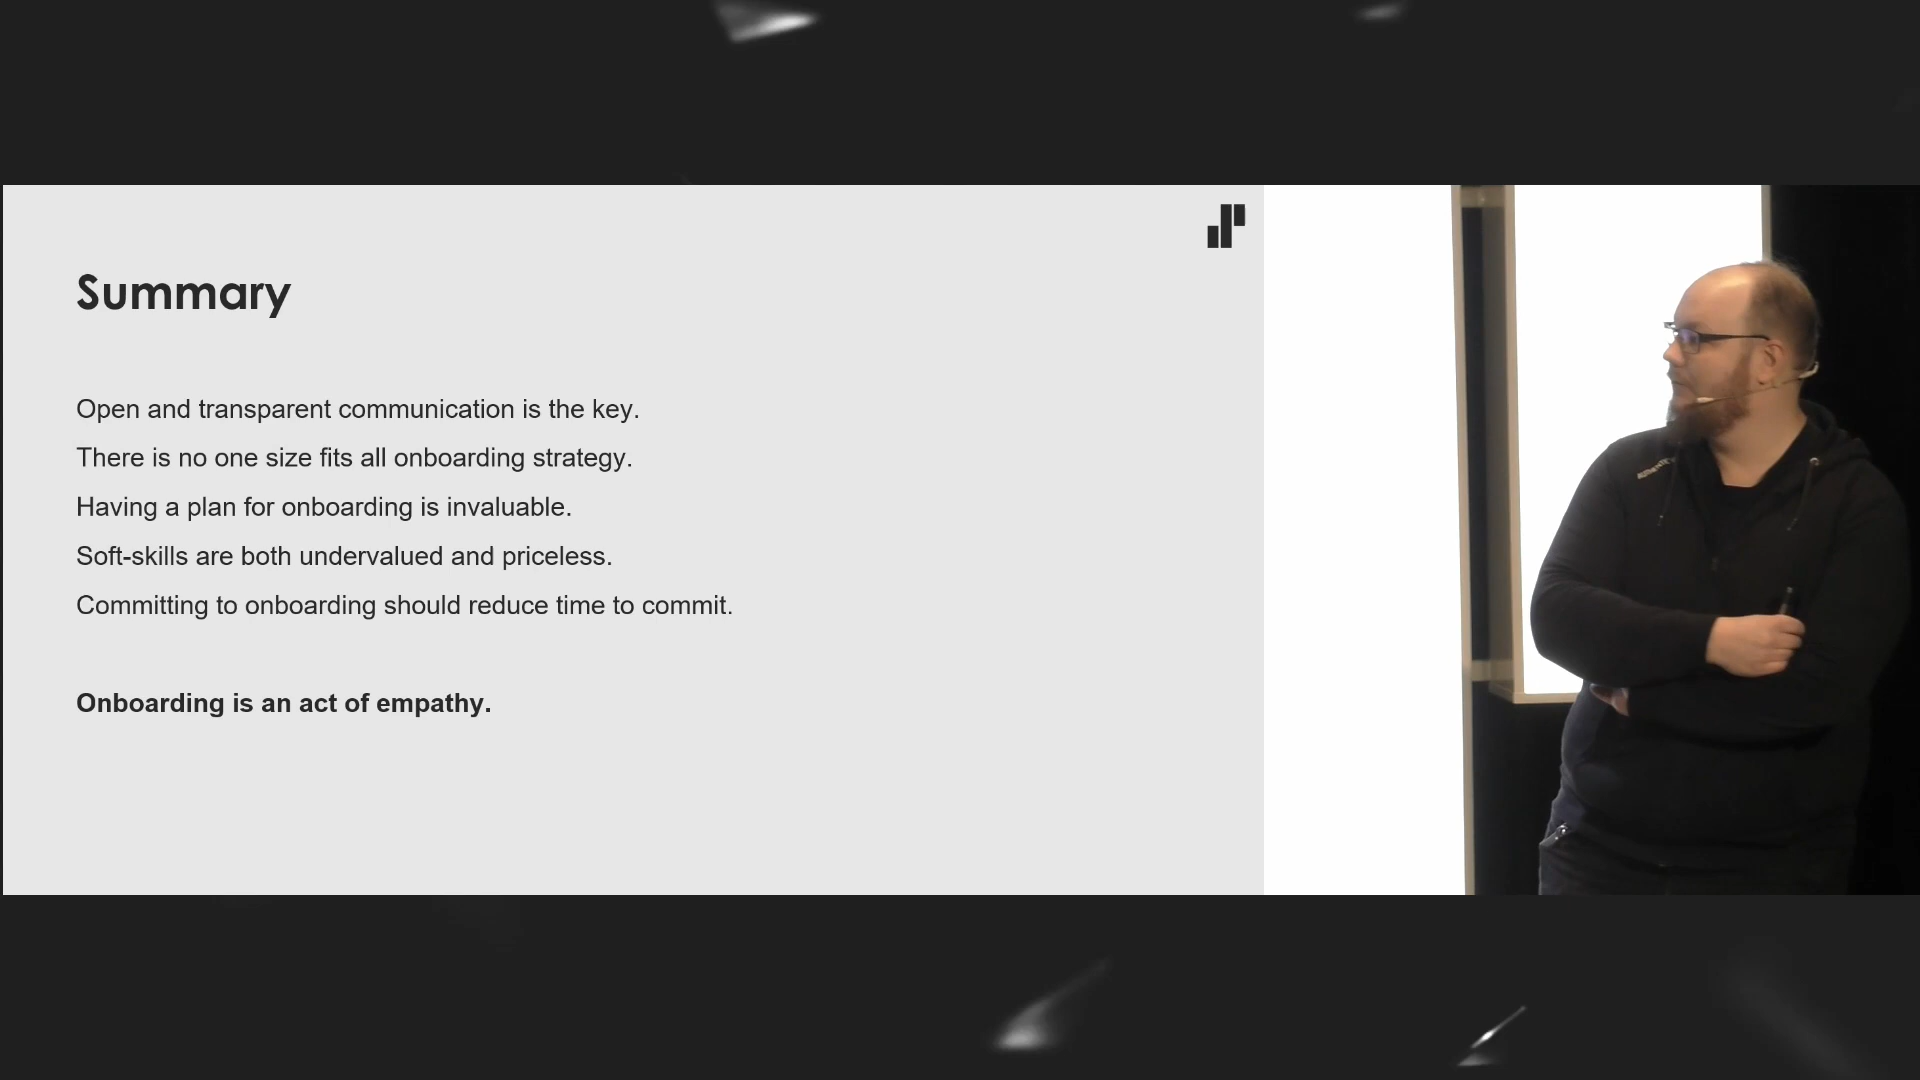 Summary
Open and transparent communication is the key.
There is no one size fits all onboarding strategy.
Having a plan for onboarding is invaluable.
Soft-skills are both undervalued and priceless.
Committing to onboarding should reduce time to commit.
Onboarding is an act of empathy.